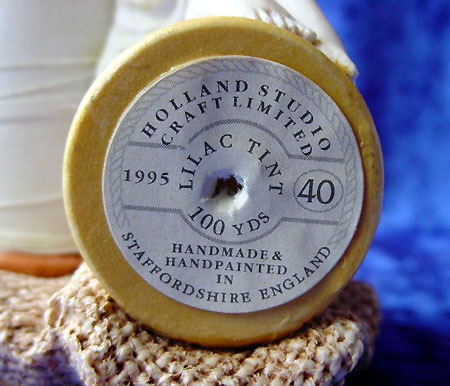 HOLLAND STUDIO
CRAFT LIMITED
LILAC TINT
1995
40
100 YDS
HANDMADE &
HANDPAINTED
IN
STAFFORDSHIRE ENGLAND